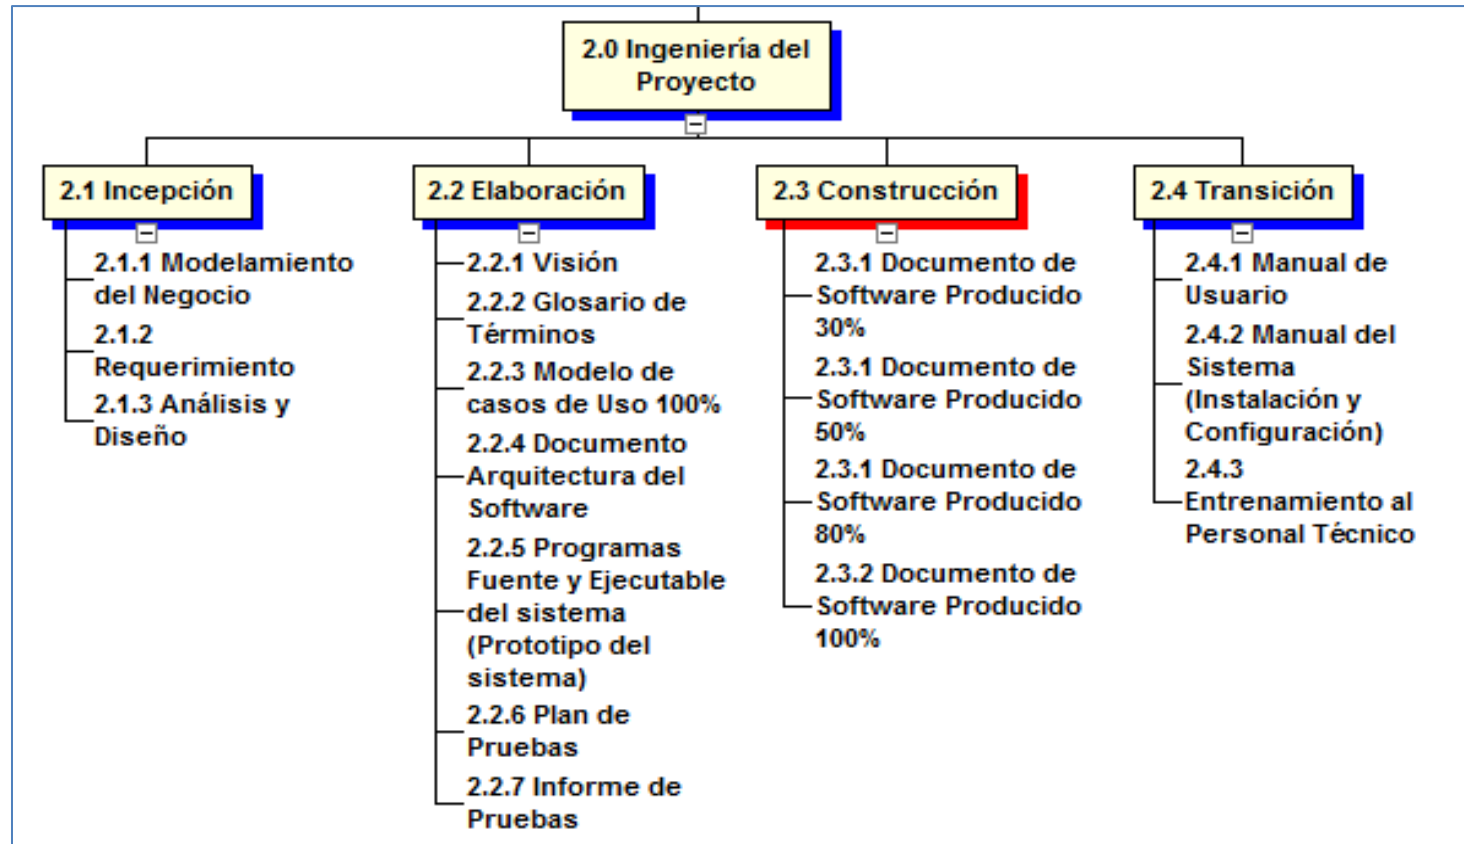 2.0 Ingeniería del
Proyecto
2.1 Incepción
2.1.1 Modelamiento
del Negocio
2.1.2
Requerimiento
2.1.3 Análisis y
Diseño
2.2 Elaboración
2.2.1 Visión
2.2.2 Glosario de
Términos
2.2.3 Modelo de
casos de Uso 100%
2.2.4 Documento
Arquitectura del
Software
2.2.5 Programas
Fuente y Ejecutable
del sistema
(Prototipo del
sistema)
2.2.6 Plan de
Pruebas
2.2.7 Informe de
Pruebas
2.3 Construcción
2.3.1 Documento de
Software Producido
30%
2.3.1 Documento de
Software Producido
50%
2.3.1 Documento de
Software Producido
80%
2.3.2 Documento de
Software Producido
100%
2.4 Transición
2.4.1 Manual de
Usuario
2.4.2 Manual del
Sistema
(Instalación y
Configuración)
2.4.3
Entrenamiento al
Personal Técnico